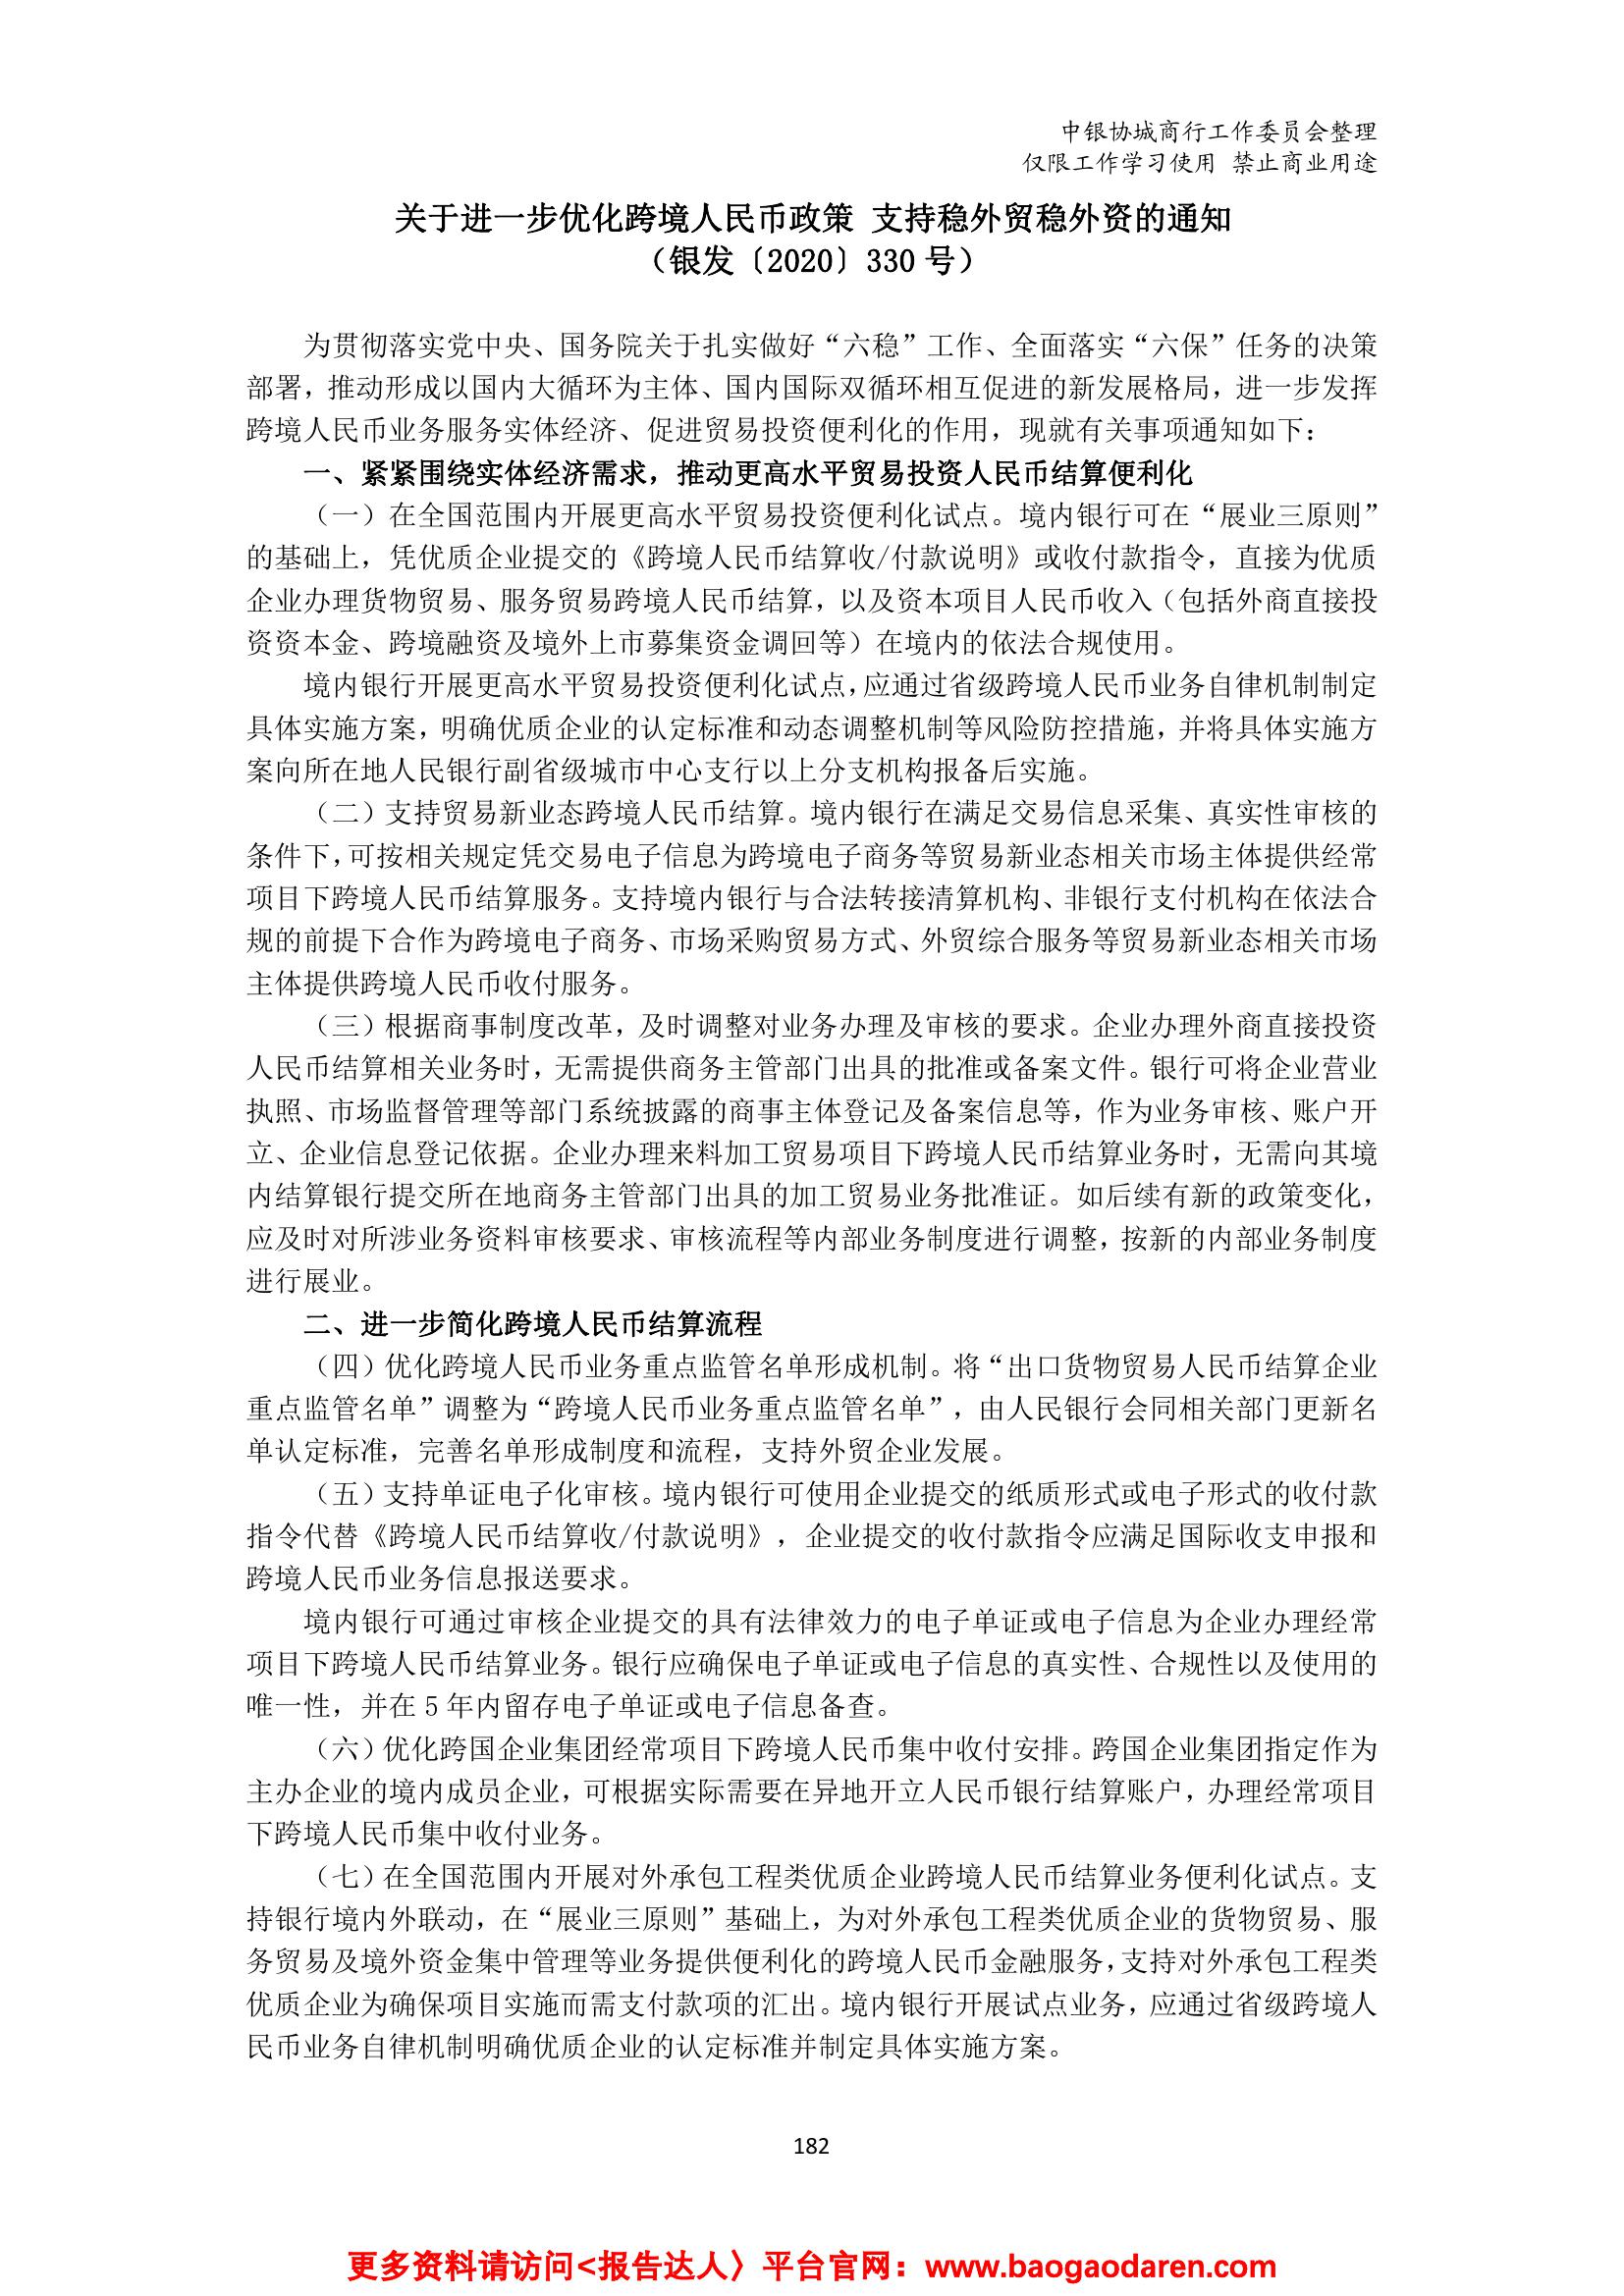 中银协城商行工作委员会整理
仅限工作学习使用 禁止商业用途
关于进一步优化跨境人民币政策 支持稳外贸稳外资的通知
（银发〔2020〕330 号）
为贯彻落实党中央、国务院关于扎实做好“六稳”工作、全面落实“六保”任务的决策
部署，推动形成以国内大循环为主体、国内国际双循环相互促进的新发展格局，进一步发挥
跨境人民币业务服务实体经济、促进贸易投资便利化的作用，现就有关事项通知如下：
一、紧紧围绕实体经济需求，推动更高水平贸易投资人民币结算便利化
（一）在全国范围内开展更高水平贸易投资便利化试点。境内银行可在“展业三原则”
的基础上，凭优质企业提交的《跨境人民币结算收/付款说明》或收付款指令，直接为优质
企业办理货物贸易、服务贸易跨境人民币结算，以及资本项目人民币收入（包括外商直接投
资资本金、跨境融资及境外上市募集资金调回等）在境内的依法合规使用。
境内银行开展更高水平贸易投资便利化试点，应通过省级跨境人民币业务自律机制制定
具体实施方案，明确优质企业的认定标准和动态调整机制等风险防控措施，并将具体实施方
案向所在地人民银行副省级城市中心支行以上分支机构报备后实施。
（二）支持贸易新业态跨境人民币结算。境内银行在满足交易信息采集、真实性审核的
条件下，可按相关规定凭交易电子信息为跨境电子商务等贸易新业态相关市场主体提供经常
项目下跨境人民币结算服务。支持境内银行与合法转接清算机构、非银行支付机构在依法合
规的前提下合作为跨境电子商务、市场采购贸易方式、外贸综合服务等贸易新业态相关市场
主体提供跨境人民币收付服务。
（三）根据商事制度改革，及时调整对业务办理及审核的要求。企业办理外商直接投资
人民币结算相关业务时，无需提供商务主管部门出具的批准或备案文件。银行可将企业营业
执照、市场监督管理等部门系统披露的商事主体登记及备案信息等，作为业务审核、账户开
立、企业信息登记依据。企业办理来料加工贸易项目下跨境人民币结算业务时，无需向其境
内结算银行提交所在地商务主管部门出具的加工贸易业务批准证。如后续有新的政策变化，
应及时对所涉业务资料审核要求、审核流程等内部业务制度进行调整，按新的内部业务制度
进行展业。
二、进一步简化跨境人民币结算流程
（四）优化跨境人民币业务重点监管名单形成机制。将“出口货物贸易人民币结算企业
重点监管名单”调整为“跨境人民币业务重点监管名单”，由人民银行会同相关部门更新名
单认定标准，完善名单形成制度和流程，支持外贸企业发展。
（五）支持单证电子化审核。境内银行可使用企业提交的纸质形式或电子形式的收付款
指令代替《跨境人民币结算收/付款说明》，企业提交的收付款指令应满足国际收支申报和
跨境人民币业务信息报送要求。
境内银行可通过审核企业提交的具有法律效力的电子单证或电子信息为企业办理经常
项目下跨境人民币结算业务。银行应确保电子单证或电子信息的真实性、合规性以及使用的
唯一性，并在 5 年内留存电子单证或电子信息备查。
（六）优化跨国企业集团经常项目下跨境人民币集中收付安排。跨国企业集团指定作为
主办企业的境内成员企业，可根据实际需要在异地开立人民币银行结算账户，办理经常项目
下跨境人民币集中收付业务。
（七）在全国范围内开展对外承包工程类优质企业跨境人民币结算业务便利化试点。支
持银行境内外联动，在“展业三原则”基础上，为对外承包工程类优质企业的货物贸易、服
务贸易及境外资金集中管理等业务提供便利化的跨境人民币金融服务，支持对外承包工程类
优质企业为确保项目实施而需支付款项的汇出。境内银行开展试点业务，应通过省级跨境人
民币业务自律机制明确优质企业的认定标准并制定具体实施方案。
182
更多资料请访问<报告达人〉平台官网：www.baogaodaren.com